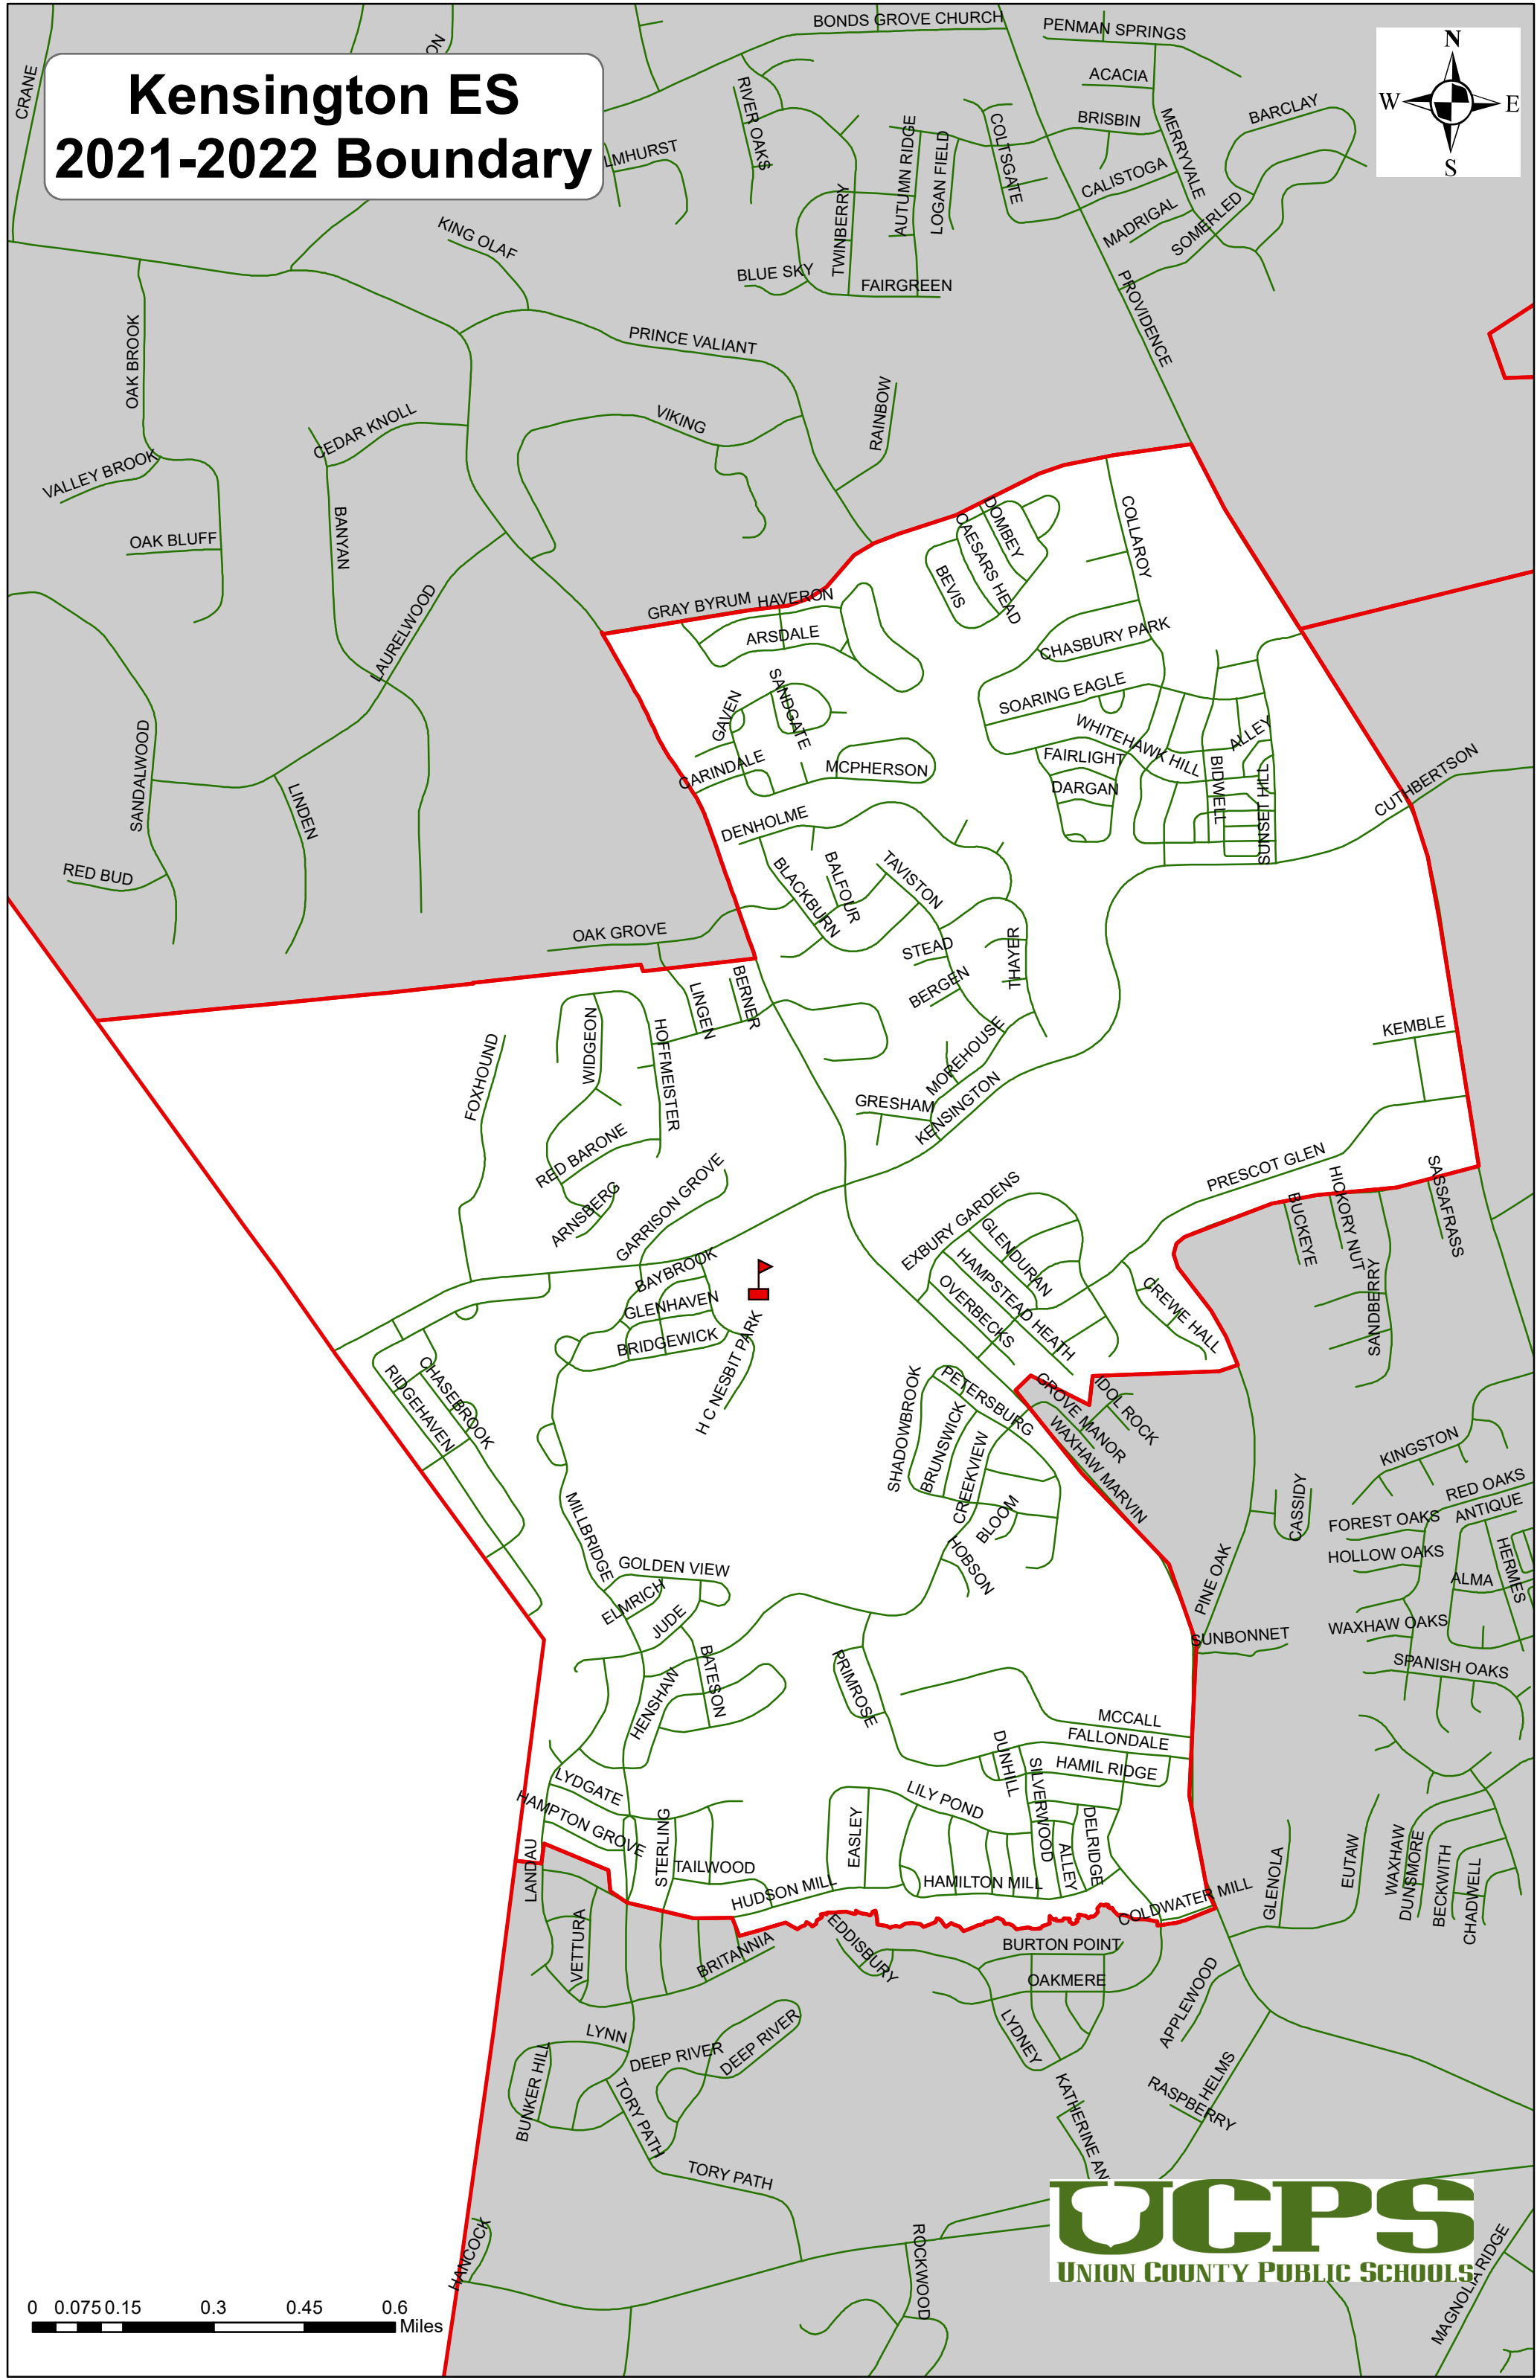 Kensington ES
2021-2022 Boundary
N
W
E
S
CRANE
BONDS GROVE CHURCH
PENMAN SPRINGS
ACACIA
BRISBIN
BARCLAY
MERRYVALE
RIVER OAKS
LMHURST
AUTUMN RIDGE
LOGAN FIELD
COLTSGATE
CALISTOGA
MADRIGAL
SOMERLED
TWINBERRY
KING OLAF
BLUE SKY
FAIRGREEN
PROVIDENCE
OAK BROOK
PRINCE VALIANT
RAINBOW
VIKING
CEDAR KNOLL
VALLEY BROOK
OAK BLUFF
BANYAN
LAURELWOOD
DOMBEY
CAESARS HEAD
BEVIS
COLLAROY
GRAY BYRUM
HAVERON
ARSDALE
CHASBURY PARK
SOARING EAGLE
SANDGATE
GAVEN
CARINDALE
MCPHERSON
WHITEHAWK HILL
ALLEY
FAIRLIGHT
DARGAN
BIDWELL
SUNSET HILL
CUTHBERTSON
SANDALWOOD
LINDEN
RED BUD
DENHOLME
BLACKBURN
BALFOUR
TAVISTON
OAK GROVE
STEAD
BERGEN
THAYER
LINGEN
BERNER
WIDGEON
HOFFMEISTER
FOXHOUND
MOREHOUSE
GRESHAM
KENSINGTON
KEMBLE
RED BARONE
ARNSBERG
GARRISON GROVE
PRESCOT GLEN
SASSAFRASS
HICKORY NUT
BUCKEYE
SANDBERRY
EXBURY GARDENS
GLENDURAN
HAMPSTEAD HEATH
OVERBECKS
CREWE HALL
BAYBROOK
GLENHAVEN
BRIDGEWICK
H C NESBIT PARK
CHASEBROOK
RIDGEHAVEN
SHADOWBROOK
PETERSBURG
BRUNSWICK
CREEKVIEW
BLOOM
HOBSON
GROVE MANOR
IDOL ROCK
WAXHAW MARVIN
KINGSTON
CASSIDY
RED OAKS
ANTIQUE
FOREST OAKS
HOLLOW OAKS
HERMES
ALMA
PINE OAK
WAXHAW OAKS
SUNBONNET
SPANISH OAKS
MILLBRIDGE
GOLDEN VIEW
ELMRICH
JUDE
BATESON
HENSHAW
PRIMROSE
MCCALL
FALLONDALE
HAMIL RIDGE
DUNHILL
SILVERWOOD
LILY POND
DELRIDGE
ALLEY
LYDGATE
HAMPTON GROVE
STERLING
TAILWOOD
EASLEY
HUDSON MILL
HAMILTON MILL
COLDWATER MILL
LANDAU
VETTURA
BRITANNIA
EDDISBURY
BURTON POINT
OAKMERE
LYDNEY
GLENOLA
EUTAW
WAXHAW
DUNSMORE
BECKWITH
CHADWELL
APPLEWOOD
HELMS
RASPBERRY
LYNN
DEEP RIVER
DEEP RIVER
BUNKER HILL
TORY PATH
TORY PATH
KATHERINE AN
HANCOCK
ROCKWOOD
MAGNOLIA RIDGE
UCPS
UNION COUNTY PUBLIC SCHOOLS
0 0.075 0.15 0.3 0.45 0.6
Miles